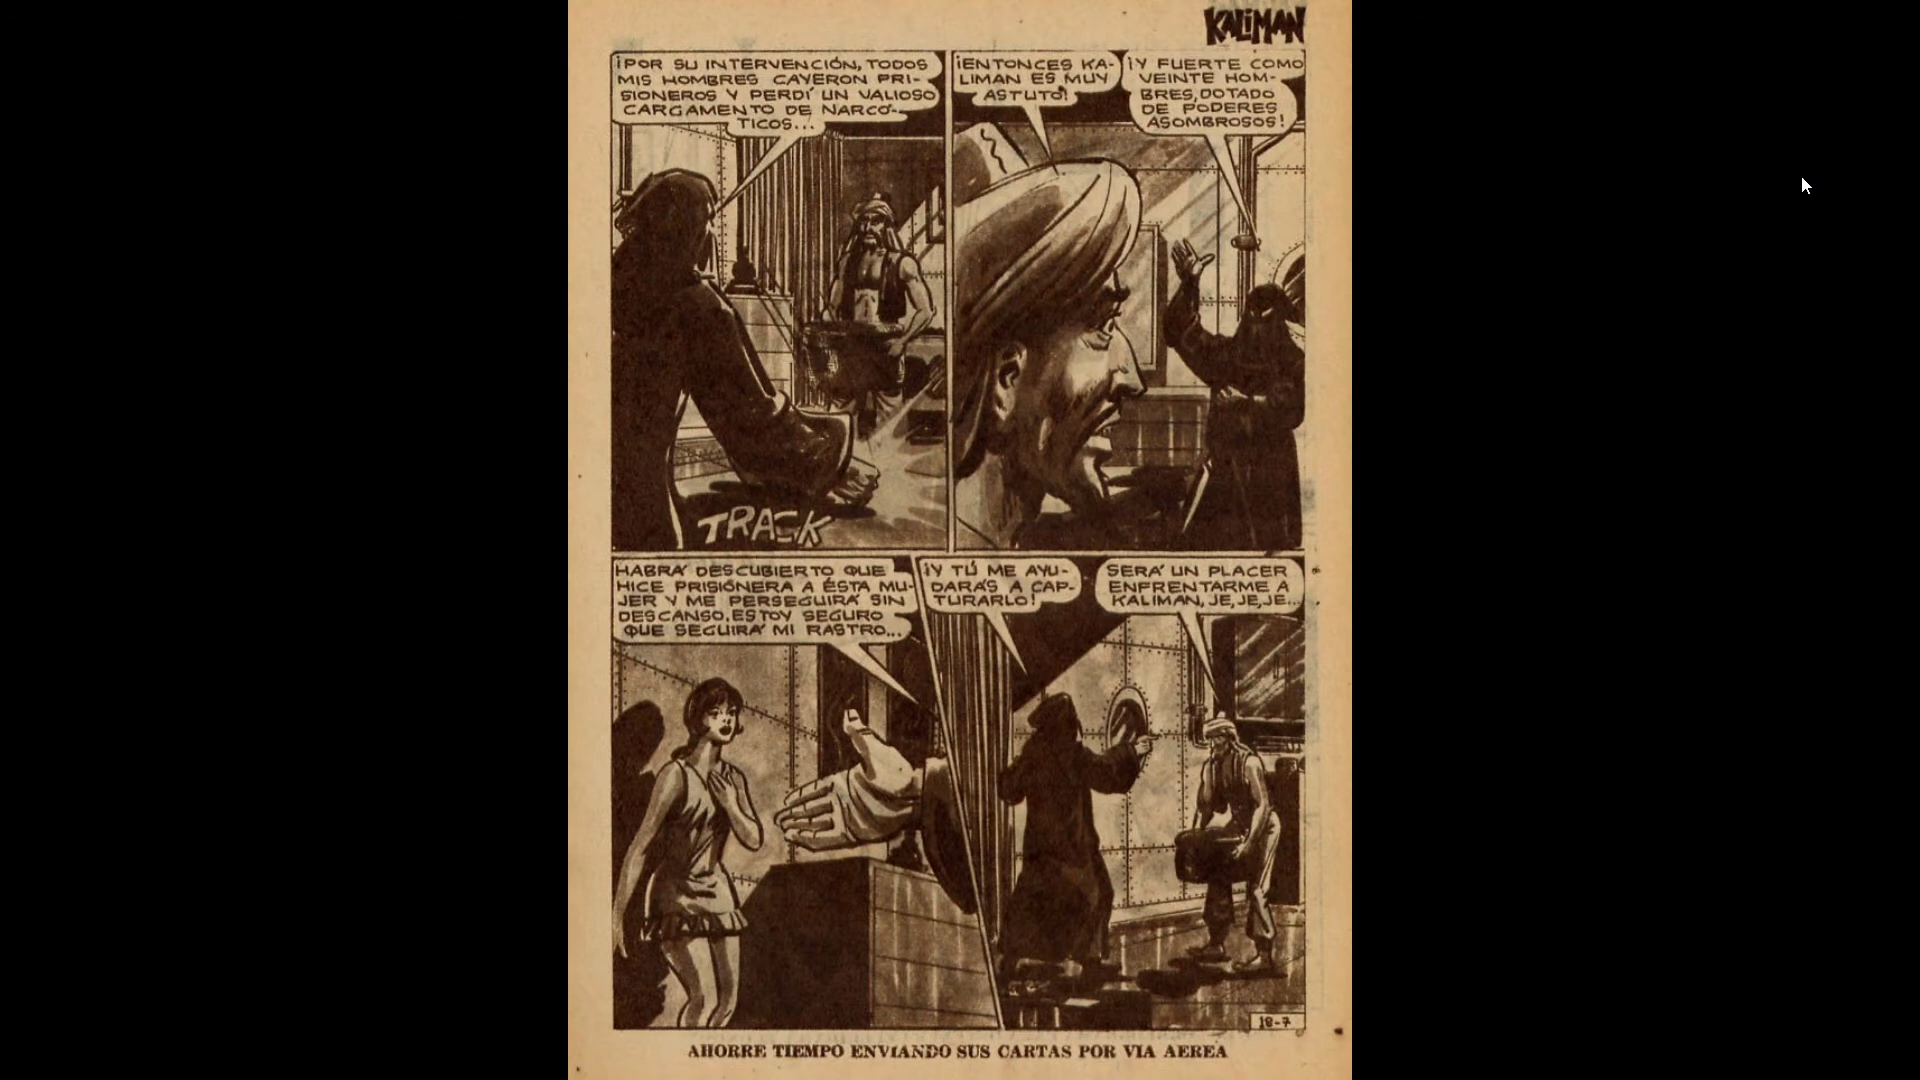 KALIMAN
¡POR SU INTERVENCIÓN, TODOS
MIS HOMBRES CAYERON PRI-
SIONEROS Y PERDÍ UN VALIOSO
CARGAMENTO DE NARCÓ-
TICOS...
¡ENTONCES KA-
LIMAN ES MUY
ASTUTO!
¡Y FUERTE COMO
VEINTE HOM-
BRES, DOTADO
DE PODERES
ASOMBROSOS!
TRACK
HABRÁ DESCUBIERTO QUE
HICE PRISIÓNERA A ÉSTA MU-
JER Y ME PERSEGUIRÁ SIN
DESCANSO. ESTOY SEGURO
QUE SEGUIRÁ MI RASTRO...
¡Y TÚ ME AYU-
DARÁS A CAP-
TURARLO!
SERÁ UN PLACER
ENFRENTARME A
KALIMAN, JE, JE, JE...
18-7
AHORRE TIEMPO ENVIANDO SUS CARTAS POR VIA AEREA